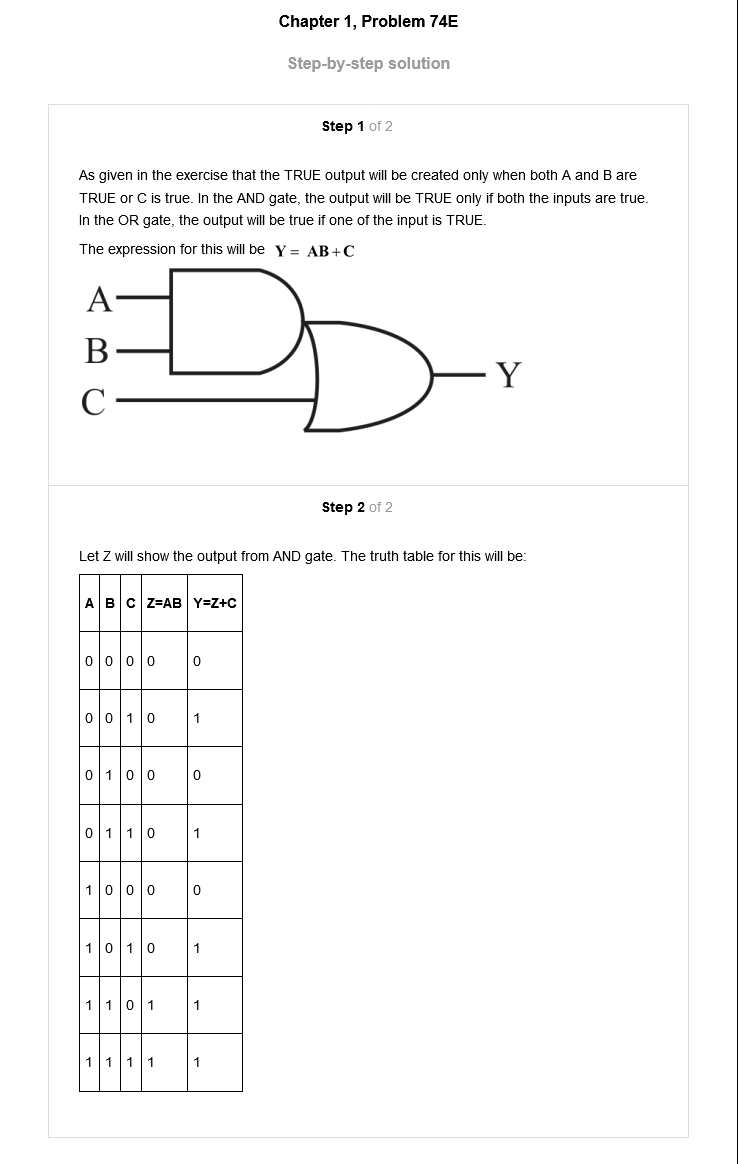 Chapter 1, Problem 74E
Step-by-step solution
Step 1 of 2
As given in the exercise that the TRUE output will be created only when both A and B are
TRUE or C is true. In the AND gate, the output will be TRUE only if both the inputs are true.
In the OR gate, the output will be true if one of the input is TRUE.
The expression for this will be Y = AB+C
A
B
C
Y
Step 2 of 2
Let Z will show the output from AND gate. The truth table for this will be:
A B C Z=AB Y=Z+C
0 0 0 0 0
0 0 1 0 1
0 1 0 0 0
0 1 1 0 1
1 0 0 0 0
1 0 1 0 1
1 1 0 1 1
1 1 1 1 1